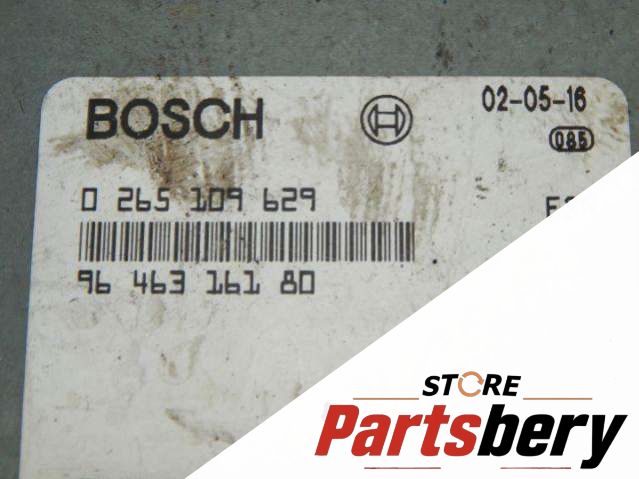 BOSCH
02-05-16
085
0 265 109 629
96 463 161 80
STORE
Partsbery